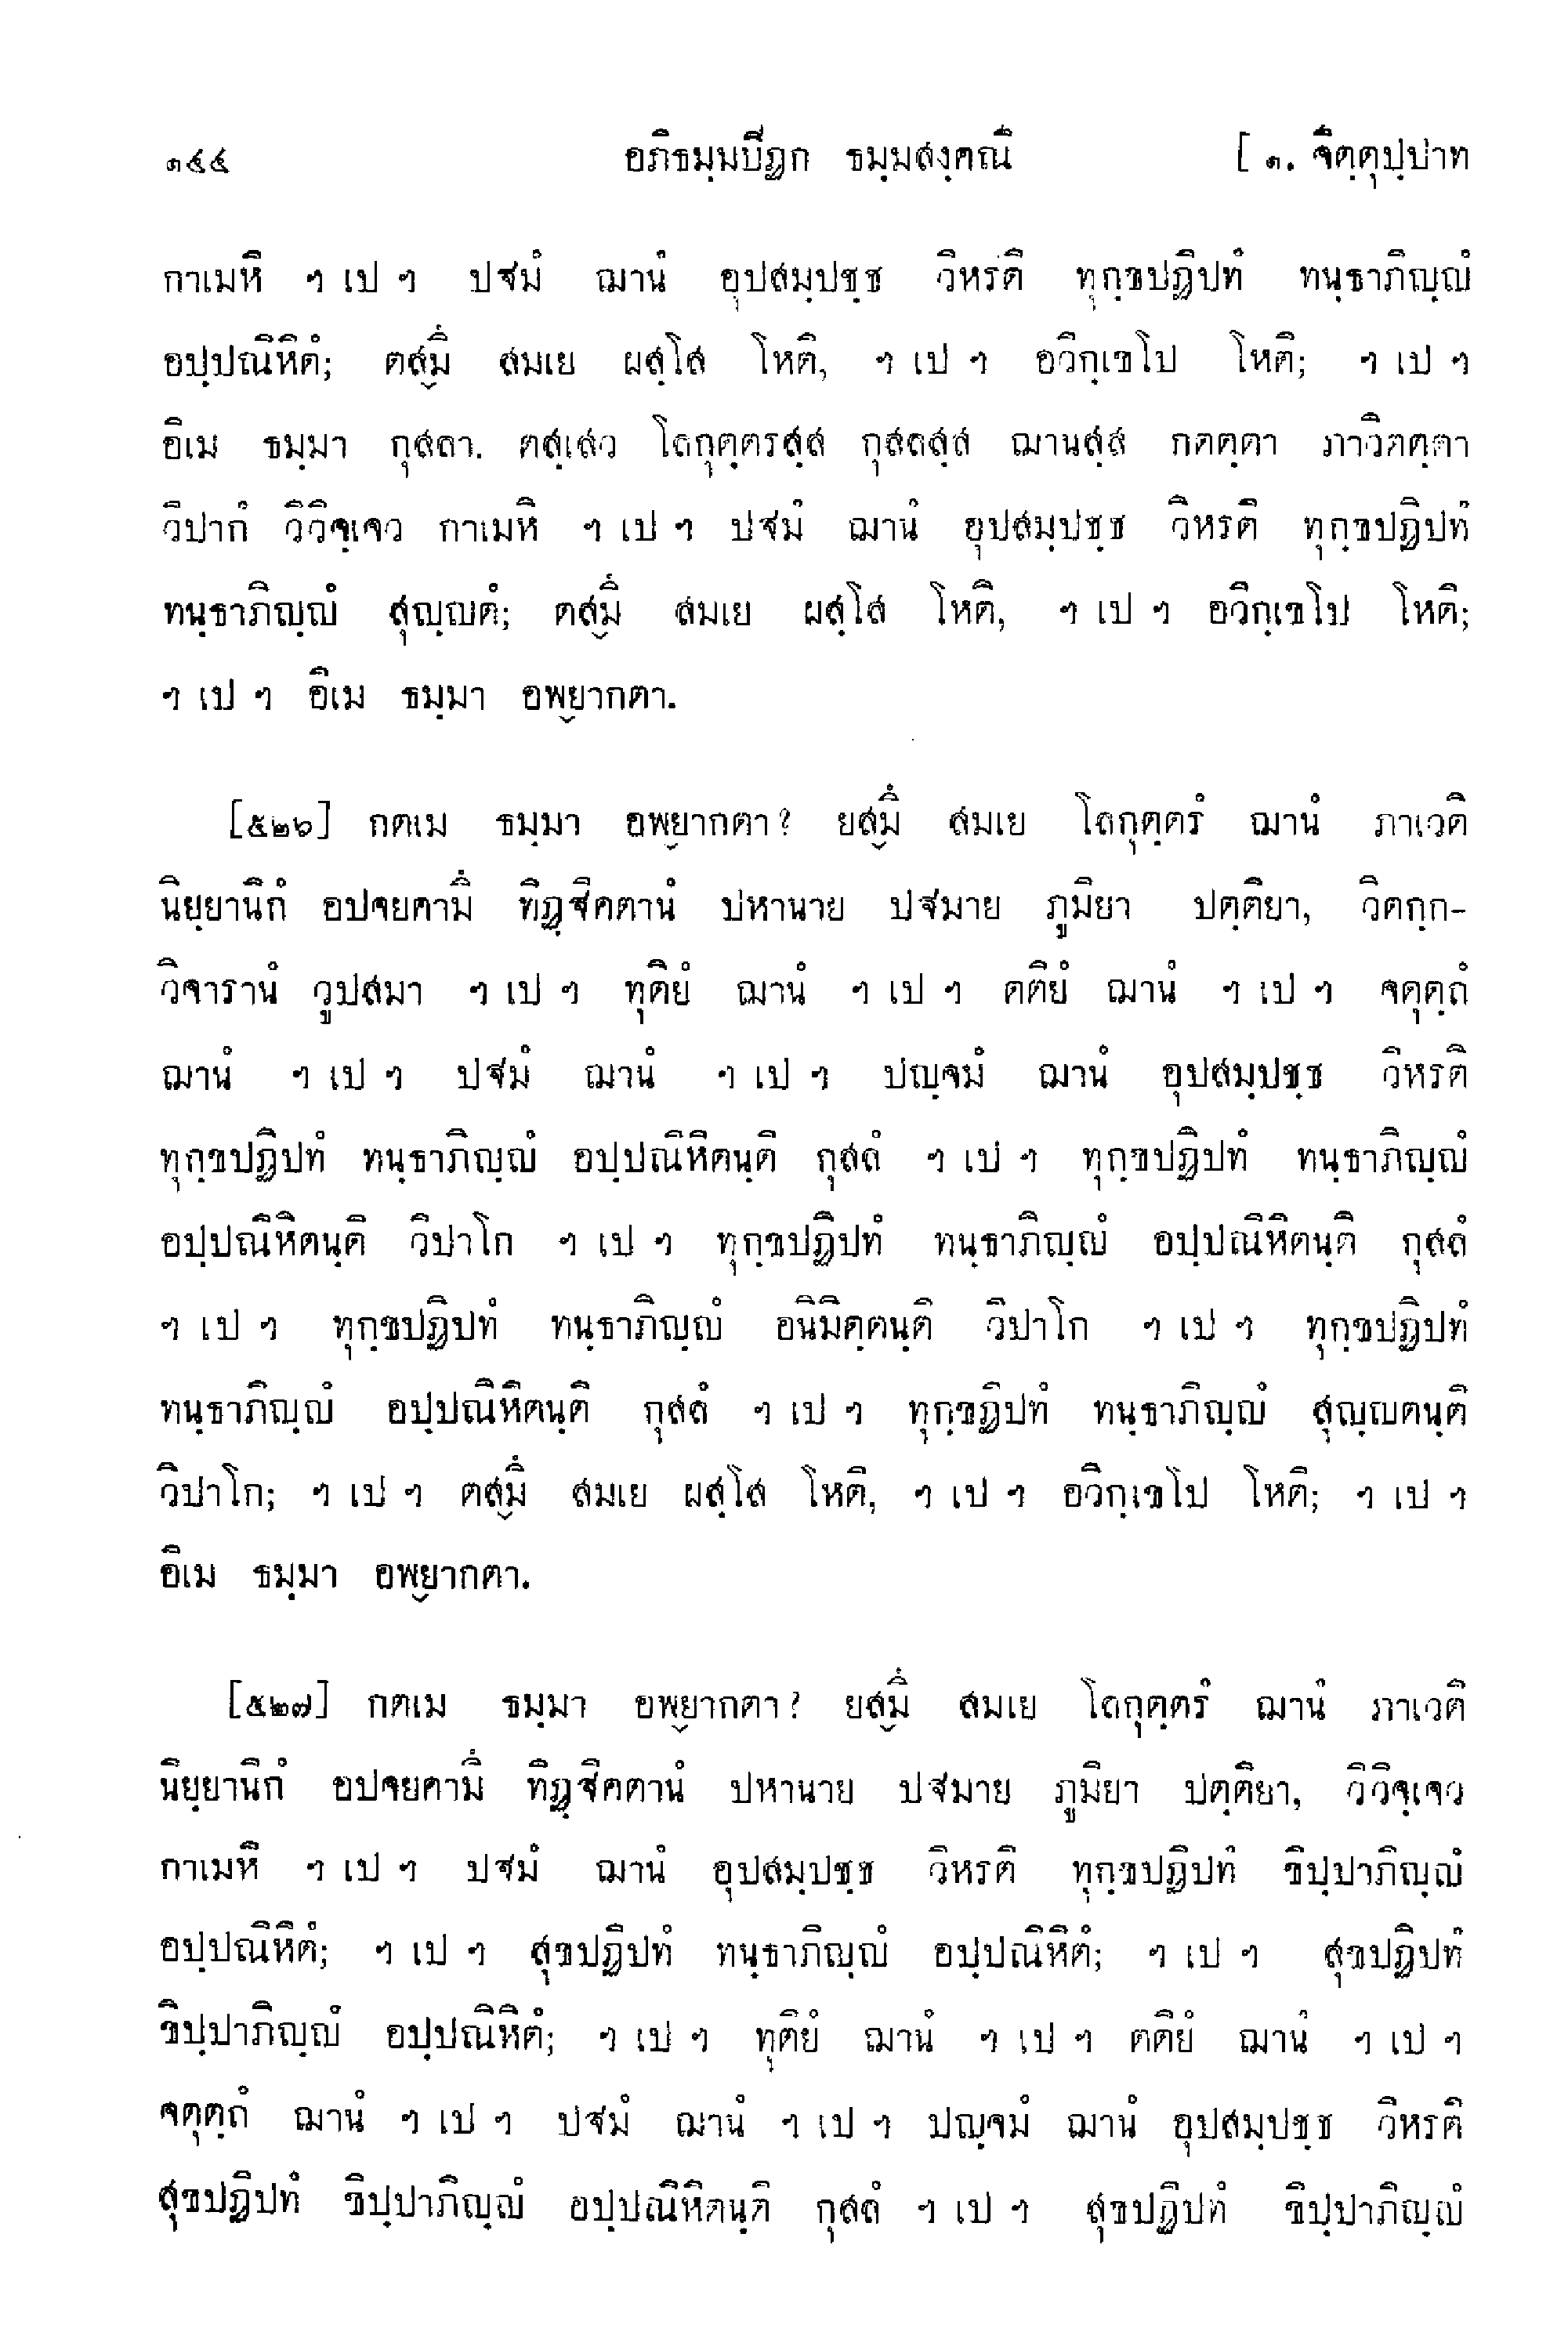 ๑๔๔ อภิธมฺมปิฏก ธมฺมสงฺคณิ [ ๑. จิตฺตุปฺปาท
กาเมหิ ฯ เป ฯ ปฐมํ ฌานํ อุปสมฺปชฺช วิหรติ ทุกฺขปฏิปทํ ทนฺธาภิญฺญํ
อปฺปณิหิตํ; ตสฺมิํ สมเย ผสฺโส โหติ, ฯ เป ฯ อวิกฺเขโป โหติ; ฯ เป ฯ
อิเม ธมฺมา กุสลา. ตสฺเสว โลกุตฺตรสฺส กุสลสฺส ฌานสฺส กตตฺตา ภาวิตตฺตา
วิปากํ วิวิจฺเจว กาเมหิ ฯ เป ฯ ปฐมํ ฌานํ อุปสมฺปชฺช วิหรติ ทุกฺขปฏิปทํ
ทนฺธาภิญฺญํ สุญฺญตํ; ตสฺมิํ สมเย ผสฺโส โหติ, ฯ เป ฯ อวิกฺเขโป โหติ;
ฯ เป ฯ อิเม ธมฺมา อพฺยากตา.
[๕๒๖] กตเม ธมฺมา อพฺยากตา? ยสฺมิํ สมเย โลกุตฺตรํ ฌานํ ภาเวติ
นิยฺยานิกํ อปจยคามิํ ทิฏฺฐิคตานํ ปหานาย ปฐมาย ภูมิยา ปตฺติยา, วิตกฺก-
วิจารานํ วูปสมา ฯ เป ฯ ทุติยํ ฌานํ ฯ เป ฯ ตติยํ ฌานํ ฯ เป ฯ จตุตฺถํ
ฌานํ ฯ เป ฯ ปฐมํ ฌานํ ฯ เป ฯ ปญฺจมํ ฌานํ อุปสมฺปชฺช วิหรติ
ทุกฺขปฏิปทํ ทนฺธาภิญฺญํ อปฺปณิหิตนฺติ กุสลํ ฯ เป ฯ ทุกฺขปฏิปทํ ทนฺธาภิญฺญํ
อปฺปณิหิตนฺติ วิปาโก ฯ เป ฯ ทุกฺขปฏิปทํ ทนฺธาภิญฺญํ อปฺปณิหิตนฺติ กุสลํ
ฯ เป ฯ ทุกฺขปฏิปทํ ทนฺธาภิญฺญํ อนิมิตฺตนฺติ วิปาโก ฯ เป ฯ ทุกฺขปฏิปทํ
ทนฺธาภิญฺญํ อปฺปณิหิตนฺติ กุสลํ ฯ เป ฯ ทุกฺขฏิปทํ ทนฺธาภิญฺญํ สุญฺญตนฺติ
วิปาโก; ฯ เป ฯ ตสฺมิํ สมเย ผสฺโส โหติ, ฯ เป ฯ อวิกฺเขโป โหติ; ฯ เป ฯ
อิเม ธมฺมา อพฺยากตา.
[๕๒๗] กตเม ธมฺมา อพฺยากตา? ยสฺมิํ สมเย โลกุตฺตรํ ฌานํ ภาเวติ
นิยฺยานิกํ อปจยคามิํ ทิฏฺฐิคตานํ ปหานาย ปฐมาย ภูมิยา ปตฺติยา, วิวิจฺเจว
กาเมหิ ฯ เป ฯ ปฐมํ ฌานํ อุปสมฺปชฺช วิหรติ ทุกฺขปฏิปทํ ขิปฺปาภิญฺญํ
อปฺปณิหิตํ; ฯ เป ฯ สุขปฏิปทํ ทนฺธาภิญฺญํ อปฺปณิหิตํ; ฯ เป ฯ สุขปฏิปทํ
ขิปฺปาภิญฺญํ อปฺปณิหิตํ; ฯ เป ฯ ทุติยํ ฌานํ ฯ เป ฯ ตติยํ ฌานํ ฯ เป ฯ
จตุตฺถํ ฌานํ ฯ เป ฯ ปฐมํ ฌานํ ฯ เป ฯ ปญฺจมํ ฌานํ อุปสมฺปชฺช วิหรติ
สุขปฏิปทํ ขิปฺปาภิญฺญํ อปฺปณิหิตนฺติ กุสลํ ฯ เป ฯ สุขปฏิปทํ ขิปฺปาภิญฺญํ